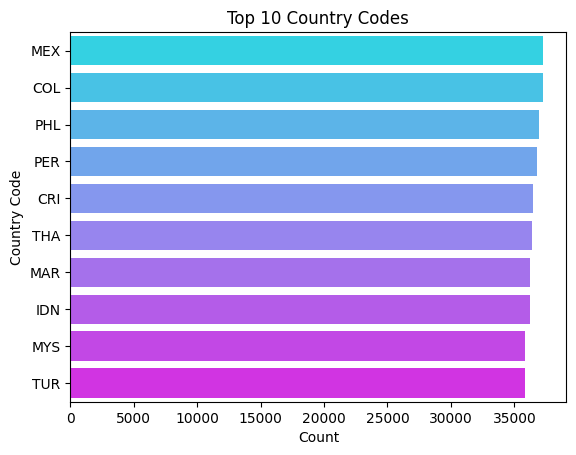 Top 10 Country Codes
MEX
COL
PHL
PER
CRI
THA
MAR
IDN
MYS
TUR
Country Code
0 5000 10000 15000 20000 25000 30000 35000
Count